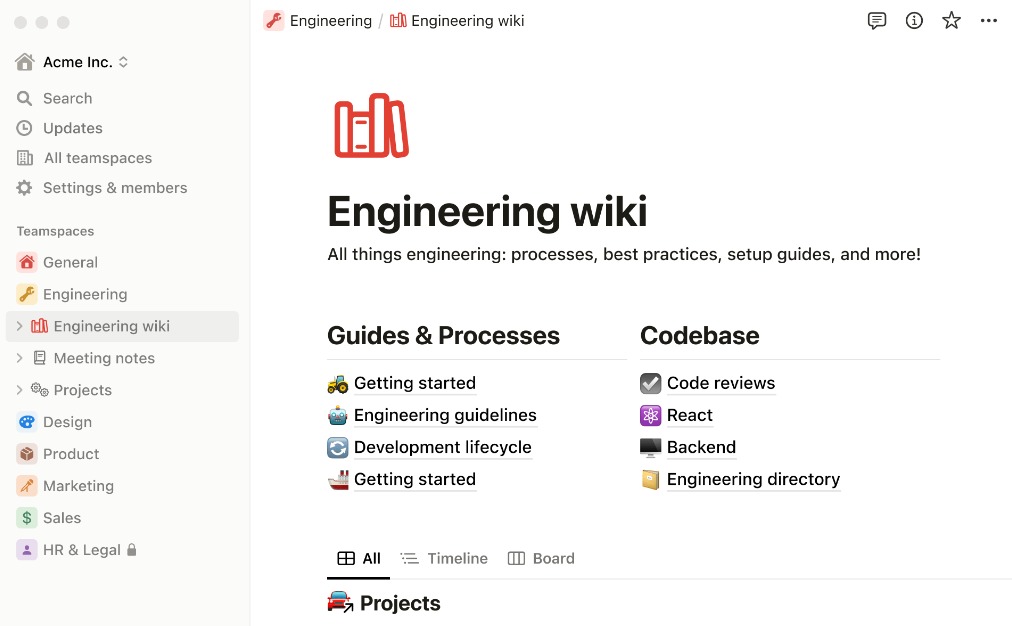 Acme Inc.
Search
Updates
All teamspaces
Settings & members
Teamspaces
General
Engineering
Engineering wiki
Meeting notes
Projects
Design
Product
Marketing
Sales
HR & Legal
Engineering / Engineering wiki
Engineering wiki
All things engineering: processes, best practices, setup guides, and more!
Guides & Processes
Getting started
Engineering guidelines
Development lifecycle
Getting started
Codebase
Code reviews
React
Backend
Engineering directory
All Timeline Board
Projects